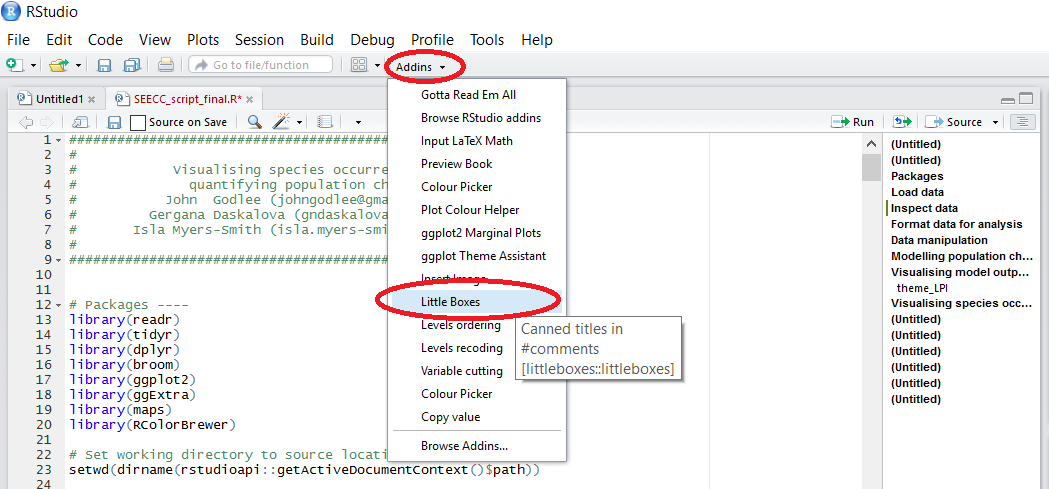 RStudio
File Edit Code View Plots Session Build Debug Profile Tools Help
Go to file/function
Addins
Untitled1
SEECC_script_final.R*
Source on Save
Run
Source
Gotta Read Em All
Browse RStudio addins
Input LaTeX Math
Preview Book
Colour Picker
Plot Colour Helper
ggplot2 Marginal Plots
ggplot Theme Assistant
Insert Image
Little Boxes
Levels ordering
Levels recoding
Variable cutting
Colour Picker
Copy value
Browse Addins...
Canned titles in
#comments
[littleboxes::littleboxes]
1 ########################################
2 #
3 # Visualising species occurre
4 # quantifying population ch
5 # John Godlee (johngodlee@gma
6 # Gergana Daskalova (gndaskalova
7 # Isla Myers-Smith (isla.myers-smi
8 #
9 ########################################
10
11
12 # Packages ----
13 library(readr)
14 library(tidyr)
15 library(dplyr)
16 library(broom)
17 library(ggplot2)
18 library(ggExtra)
19 library(maps)
20 library(RColorBrewer)
21
22 # Set working directory to source locati
23 setwd(dirname(rstudioapi::getActiveDocumentContext()$path))
(Untitled)
(Untitled)
Packages
Load data
Inspect data
Format data for analysis
Data manipulation
Modelling population ch...
Visualising model outp...
theme_LPI
Visualising species occ...
(Untitled)
(Untitled)
(Untitled)
(Untitled)
(Untitled)
(Untitled)